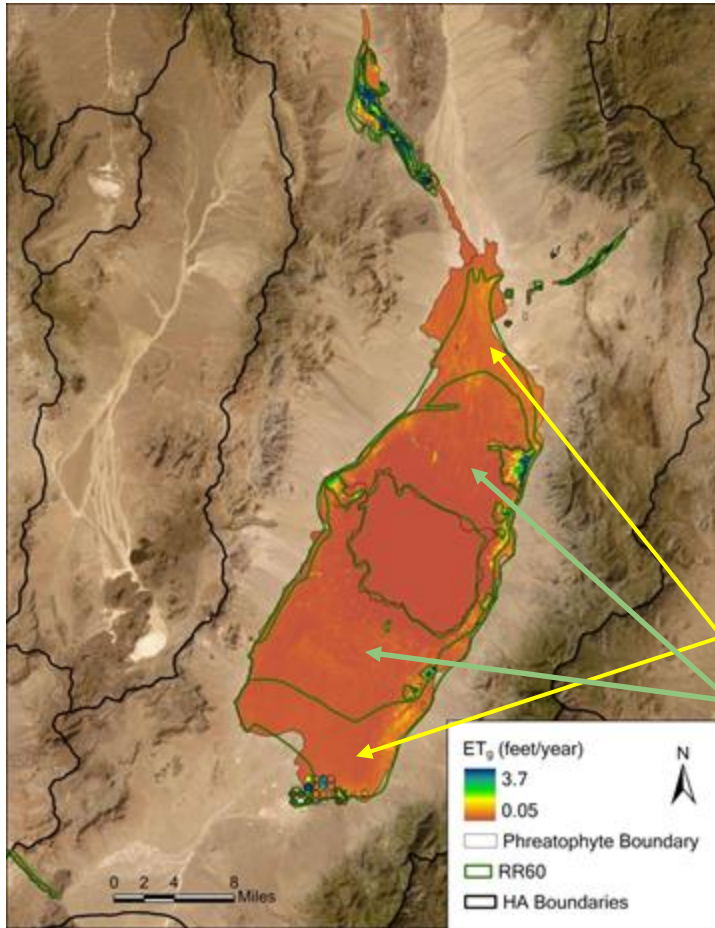 ETg (feet/year)
3.7
0.05
Phreatophyte Boundary
RR60
HA Boundaries
N
0 2 4 8
Miles